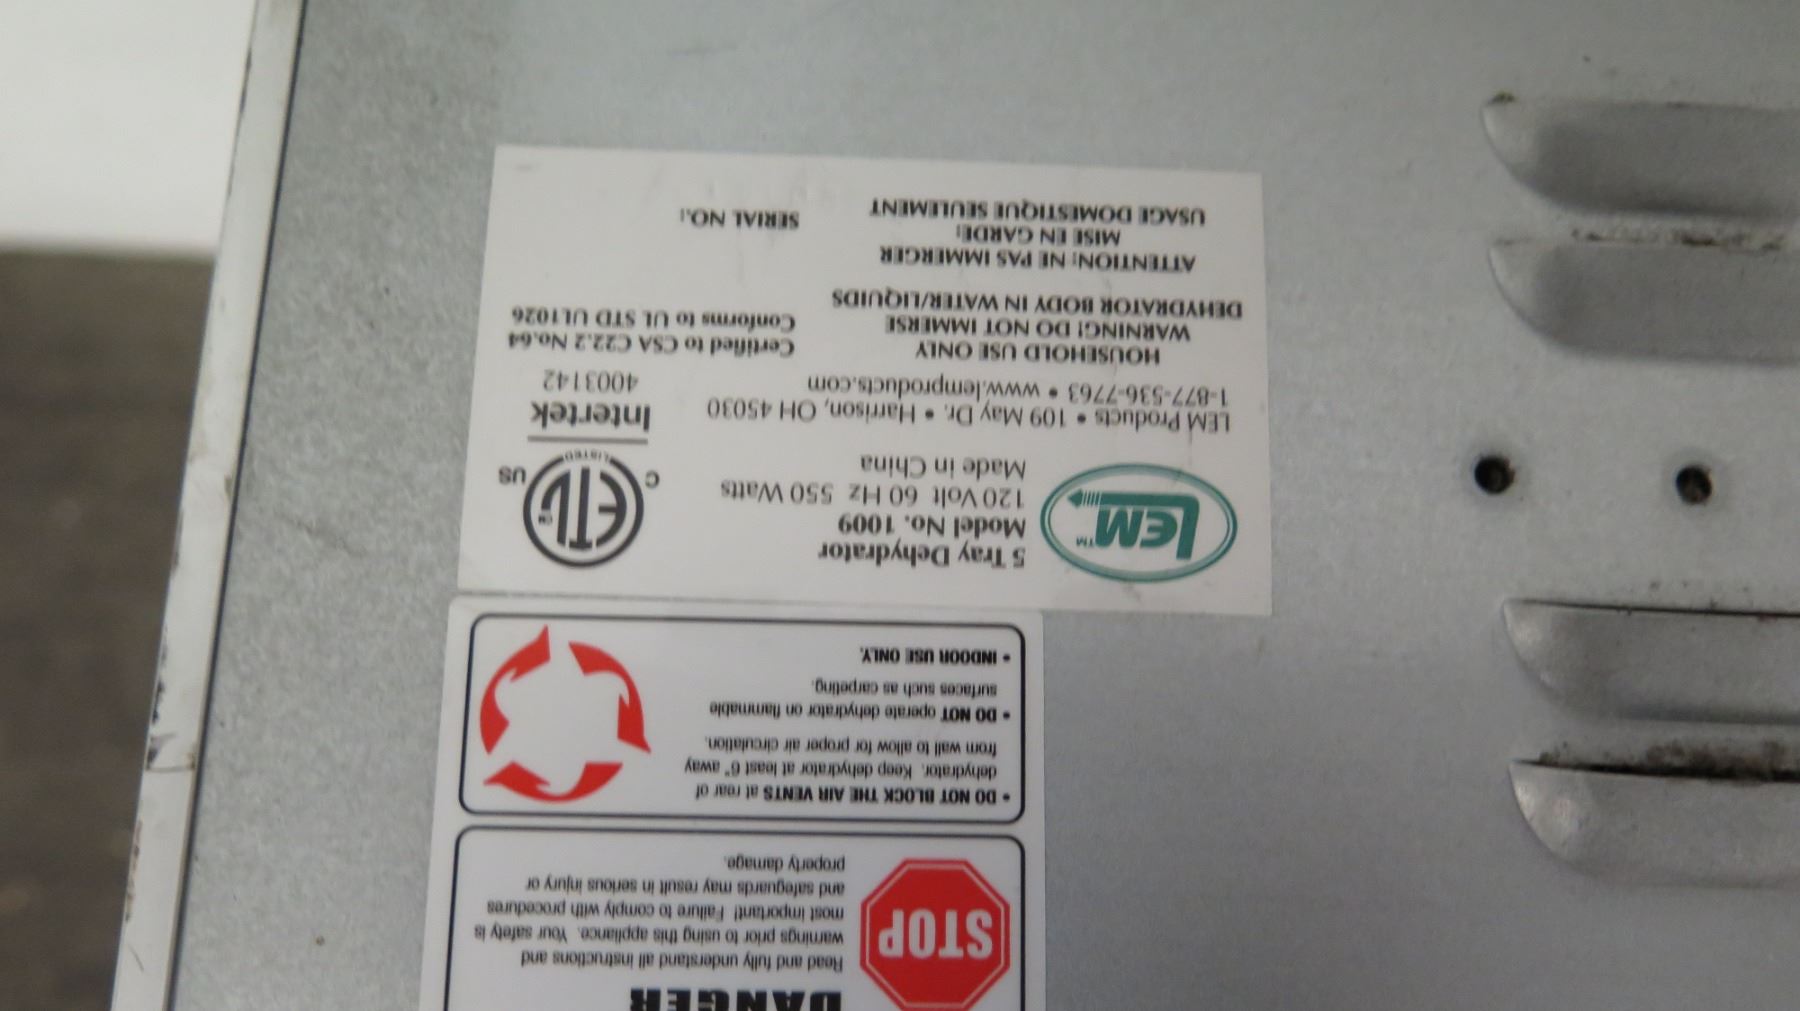 DANGER
STOP
Read and fully understand all instructions and
warnings prior to using this appliance. Your safety is
most important! Failure to comply with procedures
and safeguards may result in serious injury or
property damage.
• DO NOT BLOCK THE AIR VENTS at rear of
dehydrator. Keep dehydrator at least 6" away
from wall to allow for proper air circulation.
• DO NOT operate dehydrator on flammable
surfaces such as carpeting.
• INDOOR USE ONLY.
LEM™
5 Tray Dehydrator
Model No. 1009
120 Volt 60 Hz 550 Watts
Made in China
LEM Products • 109 May Dr. • Harrison, OH 45030
1-877-536-7763 • www.lemproducts.com
HOUSEHOLD USE ONLY
WARNING! DO NOT IMMERSE
DEHYDRATOR BODY IN WATER/LIQUIDS
ATTENTION: NE PAS IMMERGER
MISE EN GARDE:
USAGE DOMESTIQUE SEULEMENT
C ETL CM US
LISTED
Intertek
4003142
Certified to CSA C22.2 No.64
Conforms to UL STD UL1026
SERIAL NO.: